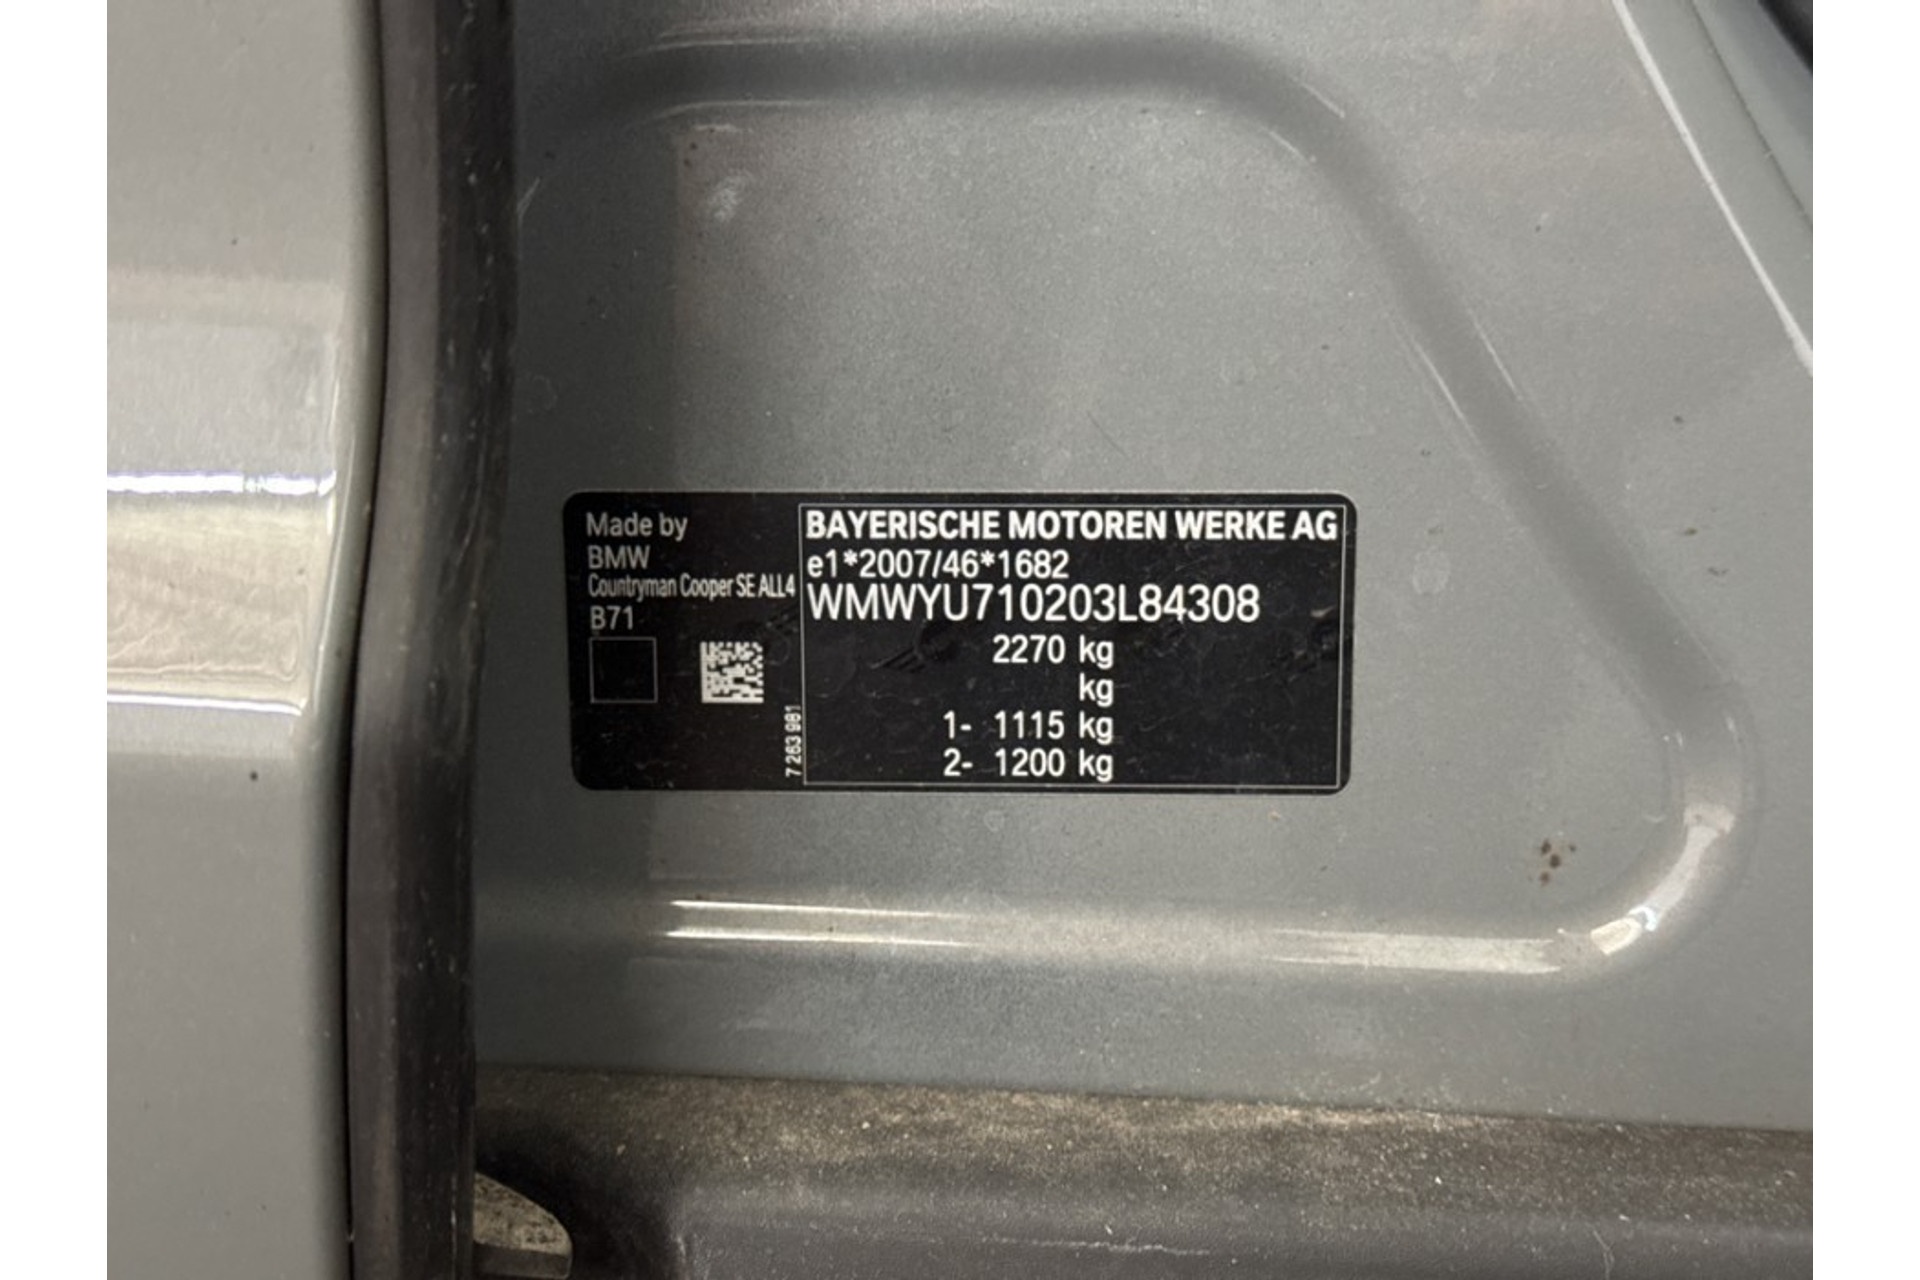 Made by
BMW
Countryman Cooper SE ALL4
B71
7 263 981
BAYERISCHE MOTOREN WERKE AG
e1*2007/46*1682
WMWYU710203L84308
2270 kg
kg
1- 1115 kg
2- 1200 kg